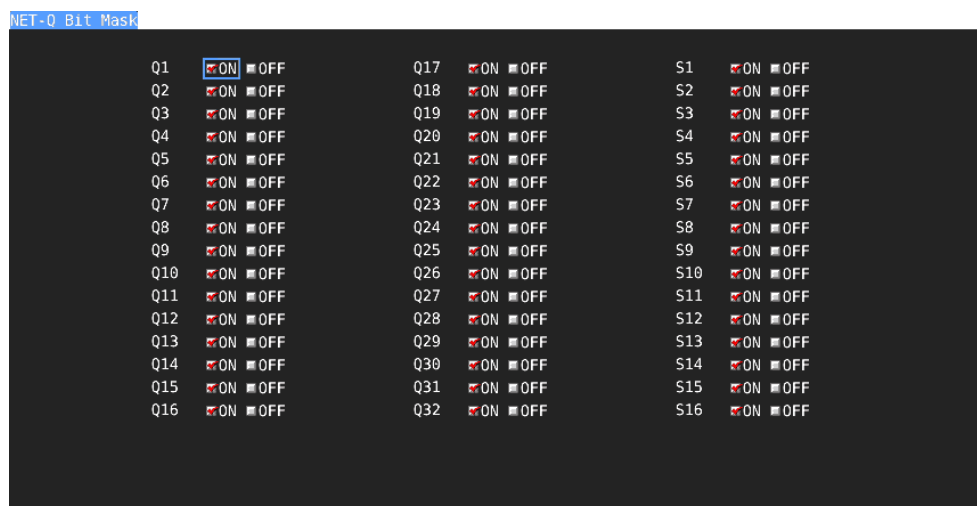 NET-Q Bit Mask
Q1 ON OFF Q17 ON OFF S1 ON OFF
Q2 ON OFF Q18 ON OFF S2 ON OFF
Q3 ON OFF Q19 ON OFF S3 ON OFF
Q4 ON OFF Q20 ON OFF S4 ON OFF
Q5 ON OFF Q21 ON OFF S5 ON OFF
Q6 ON OFF Q22 ON OFF S6 ON OFF
Q7 ON OFF Q23 ON OFF S7 ON OFF
Q8 ON OFF Q24 ON OFF S8 ON OFF
Q9 ON OFF Q25 ON OFF S9 ON OFF
Q10 ON OFF Q26 ON OFF S10 ON OFF
Q11 ON OFF Q27 ON OFF S11 ON OFF
Q12 ON OFF Q28 ON OFF S12 ON OFF
Q13 ON OFF Q29 ON OFF S13 ON OFF
Q14 ON OFF Q30 ON OFF S14 ON OFF
Q15 ON OFF Q31 ON OFF S15 ON OFF
Q16 ON OFF Q32 ON OFF S16 ON OFF